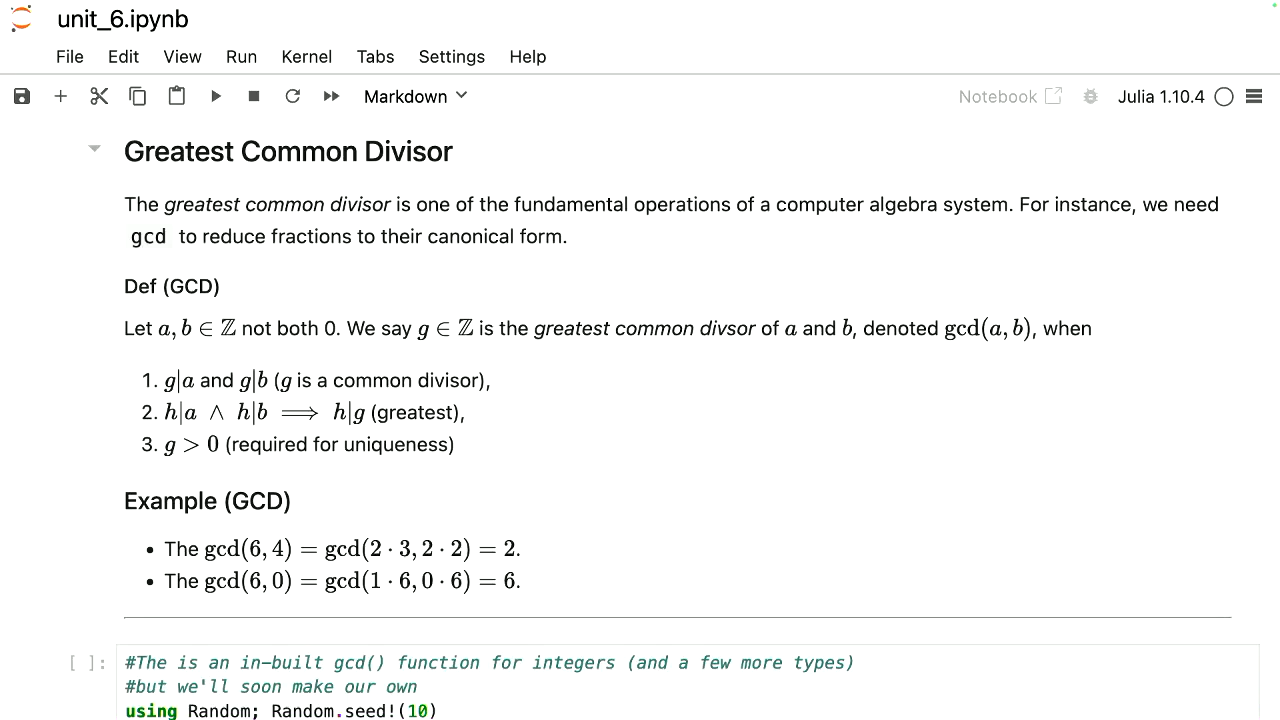 unit_6.ipynb
File Edit View Run Kernel Tabs Settings Help
Markdown Notebook Julia 1.10.4
Greatest Common Divisor
The greatest common divisor is one of the fundamental operations of a computer algebra system. For instance, we need
gcd to reduce fractions to their canonical form.
Def (GCD)
Let a, b ∈ ℤ not both 0. We say g ∈ ℤ is the greatest common divsor of a and b, denoted gcd(a, b), when
1. g|a and g|b (g is a common divisor),
2. h|a ∧ h|b ⟹ h|g (greatest),
3. g > 0 (required for uniqueness)
Example (GCD)
• The gcd(6, 4) = gcd(2 · 3, 2 · 2) = 2.
• The gcd(6, 0) = gcd(1 · 6, 0 · 6) = 6.
[ ]: #The is an in-built gcd() function for integers (and a few more types)
#but we'll soon make our own
using Random; Random.seed!(10)